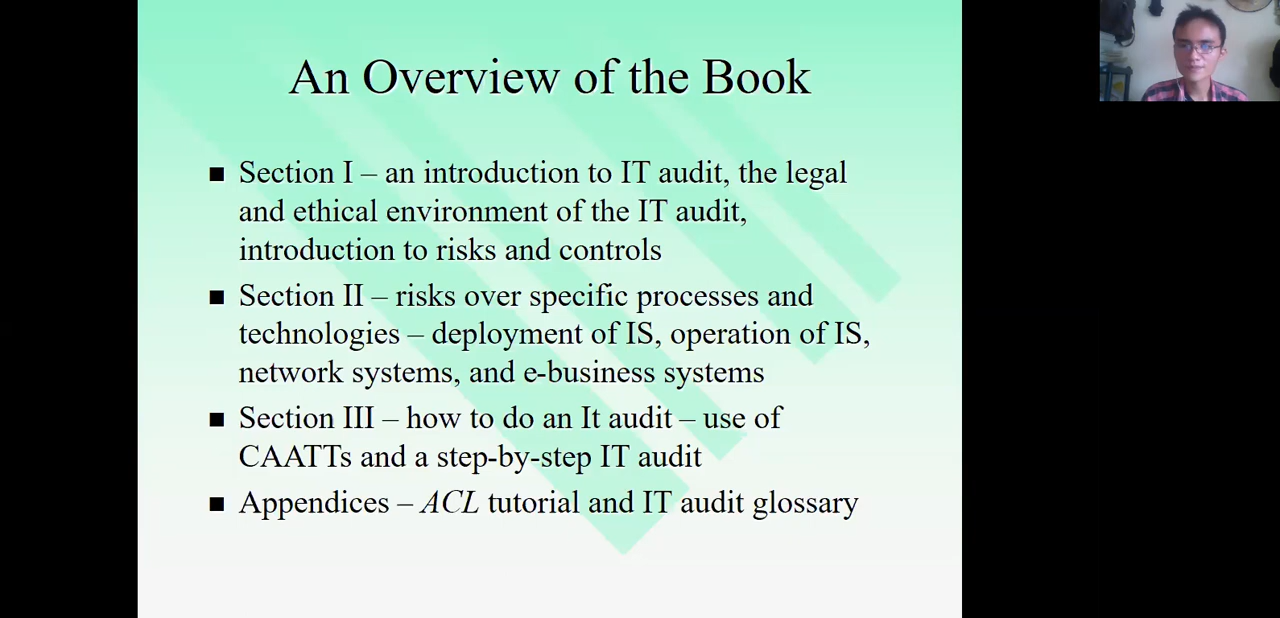 An Overview of the Book
■ Section I – an introduction to IT audit, the legal
and ethical environment of the IT audit,
introduction to risks and controls
■ Section II – risks over specific processes and
technologies – deployment of IS, operation of IS,
network systems, and e-business systems
■ Section III – how to do an It audit – use of
CAATTs and a step-by-step IT audit
■ Appendices – ACL tutorial and IT audit glossary